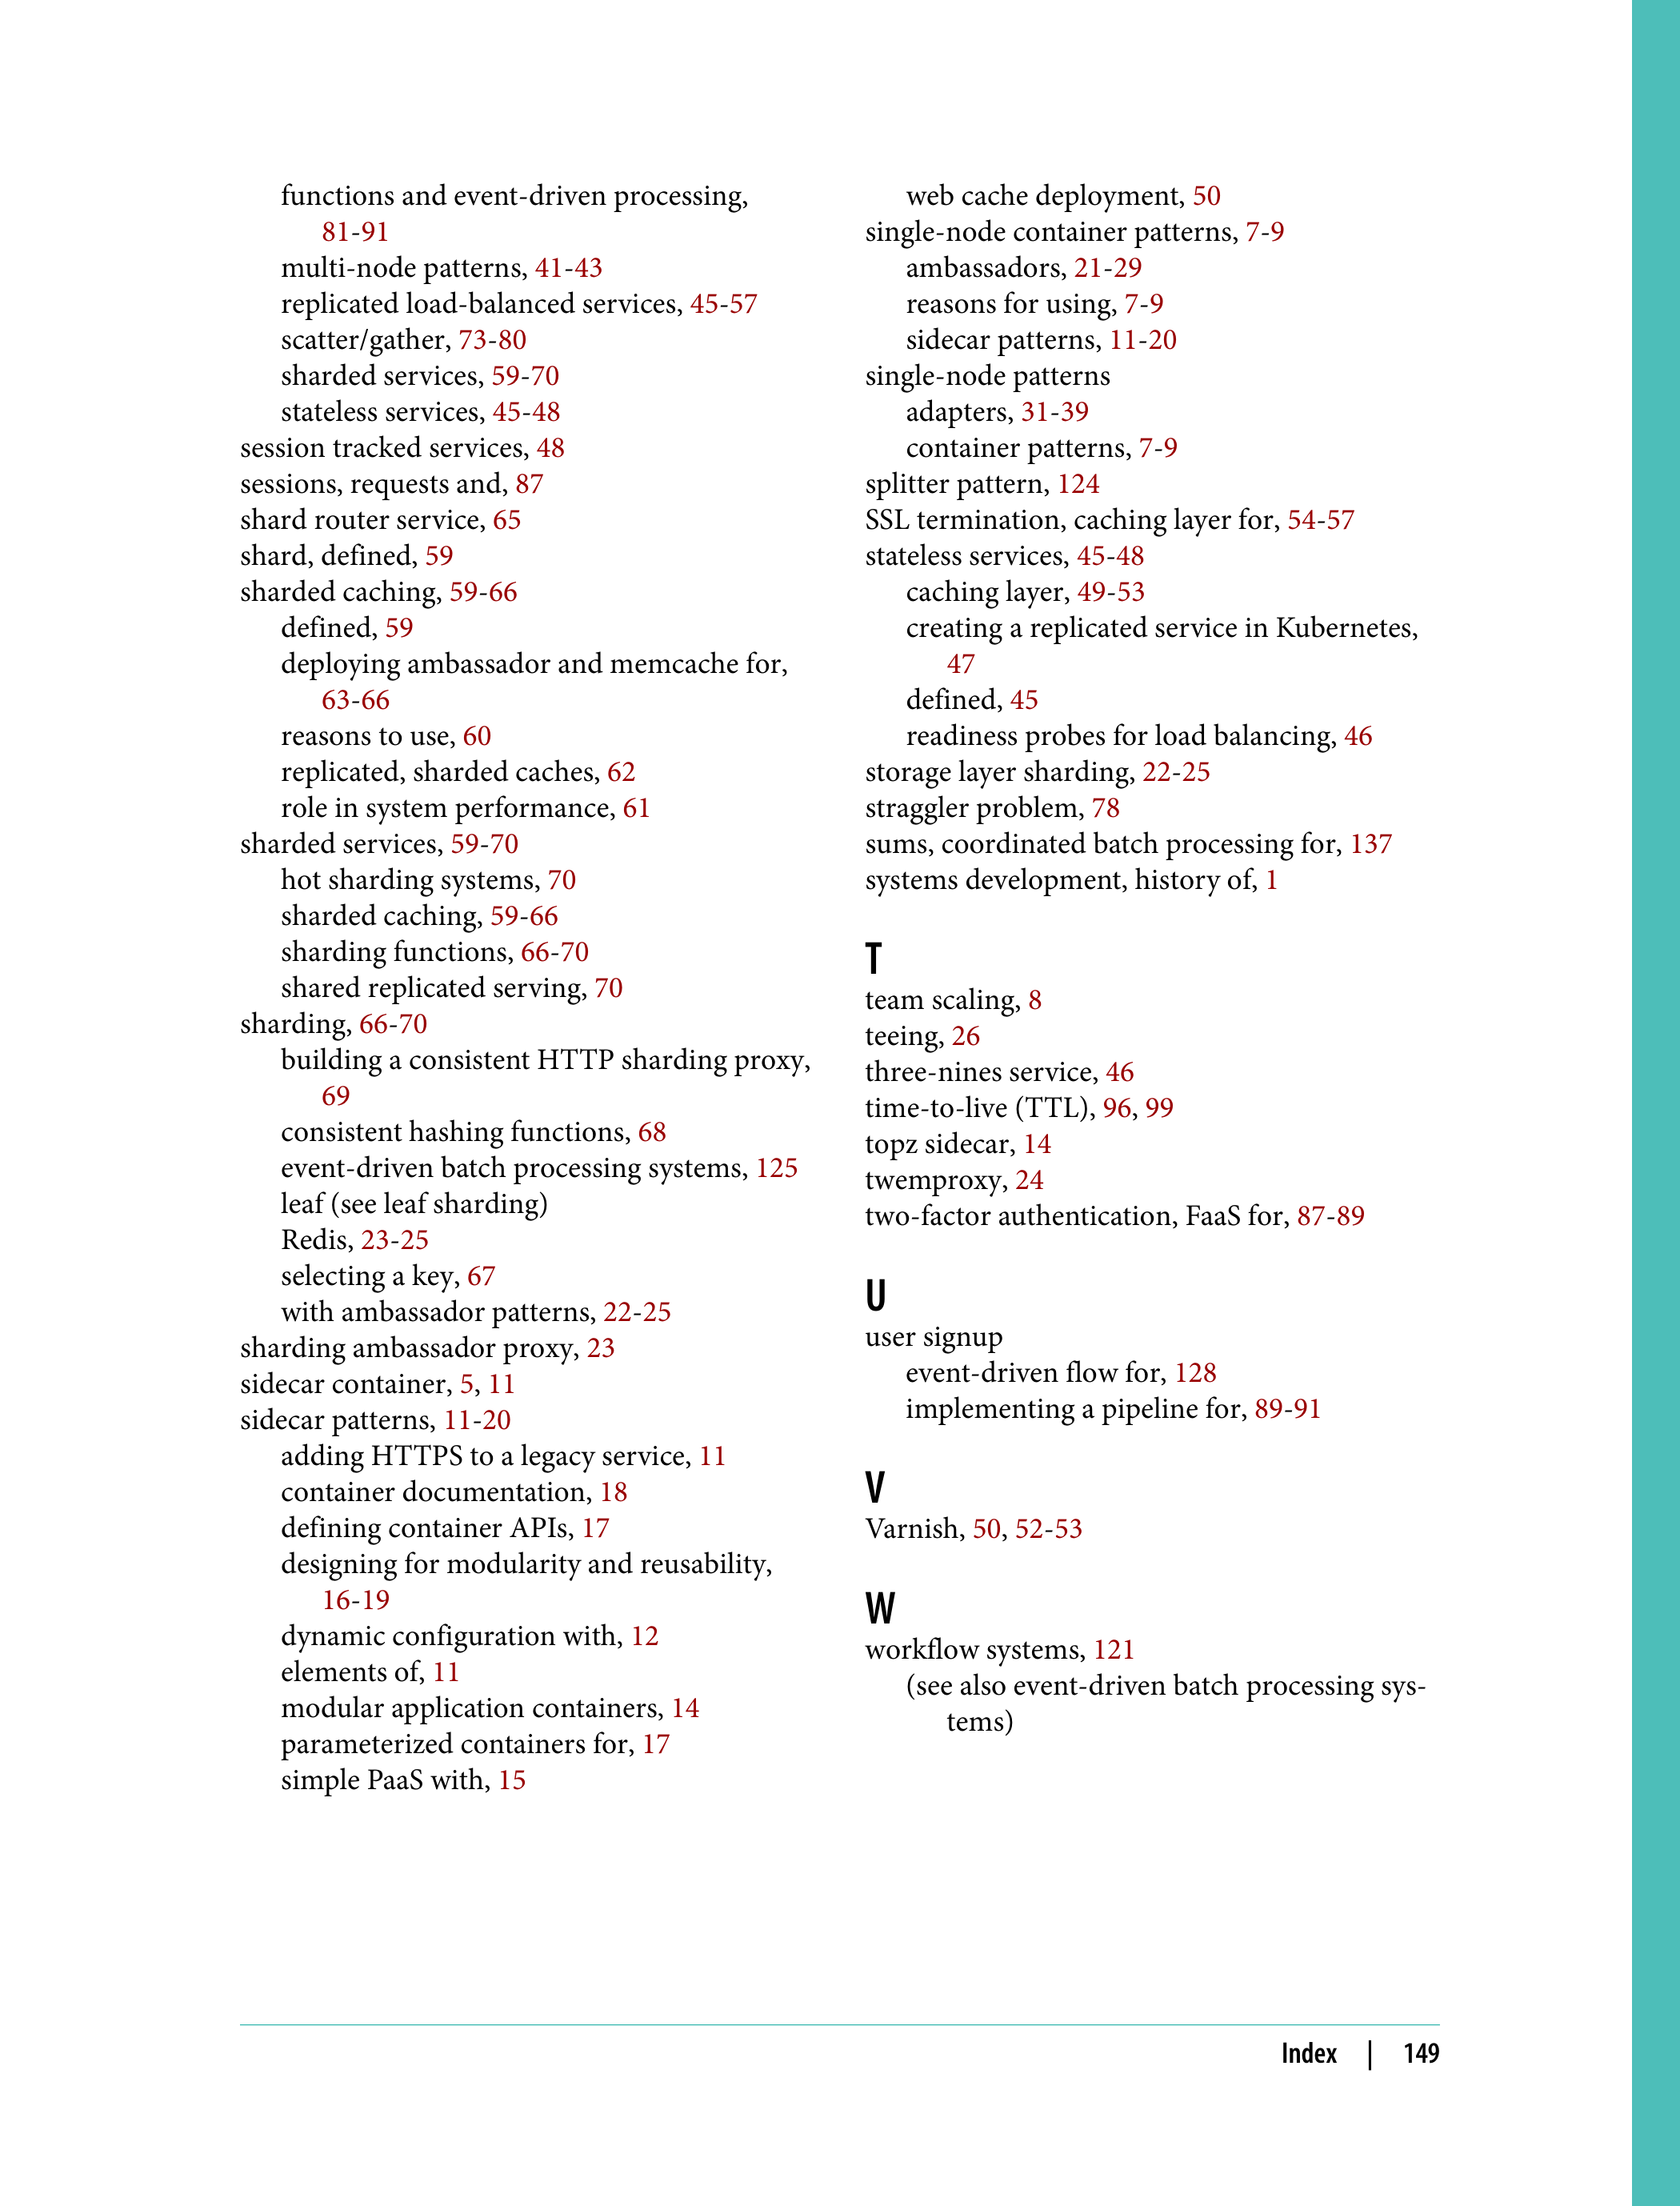 functions and event-driven processing,
81-91
multi-node patterns, 41-43
replicated load-balanced services, 45-57
scatter/gather, 73-80
sharded services, 59-70
stateless services, 45-48
session tracked services, 48
sessions, requests and, 87
shard router service, 65
shard, defined, 59
sharded caching, 59-66
defined, 59
deploying ambassador and memcache for,
63-66
reasons to use, 60
replicated, sharded caches, 62
role in system performance, 61
sharded services, 59-70
hot sharding systems, 70
sharded caching, 59-66
sharding functions, 66-70
shared replicated serving, 70
sharding, 66-70
building a consistent HTTP sharding proxy,
69
consistent hashing functions, 68
event-driven batch processing systems, 125
leaf (see leaf sharding)
Redis, 23-25
selecting a key, 67
with ambassador patterns, 22-25
sharding ambassador proxy, 23
sidecar container, 5, 11
sidecar patterns, 11-20
adding HTTPS to a legacy service, 11
container documentation, 18
defining container APIs, 17
designing for modularity and reusability,
16-19
dynamic configuration with, 12
elements of, 11
modular application containers, 14
parameterized containers for, 17
simple PaaS with, 15
web cache deployment, 50
single-node container patterns, 7-9
ambassadors, 21-29
reasons for using, 7-9
sidecar patterns, 11-20
single-node patterns
adapters, 31-39
container patterns, 7-9
splitter pattern, 124
SSL termination, caching layer for, 54-57
stateless services, 45-48
caching layer, 49-53
creating a replicated service in Kubernetes,
47
defined, 45
readiness probes for load balancing, 46
storage layer sharding, 22-25
straggler problem, 78
sums, coordinated batch processing for, 137
systems development, history of, 1
T
team scaling, 8
teeing, 26
three-nines service, 46
time-to-live (TTL), 96, 99
topz sidecar, 14
twemproxy, 24
two-factor authentication, FaaS for, 87-89
U
user signup
event-driven flow for, 128
implementing a pipeline for, 89-91
V
Varnish, 50, 52-53
W
workflow systems, 121
(see also event-driven batch processing sys-
tems)
Index | 149